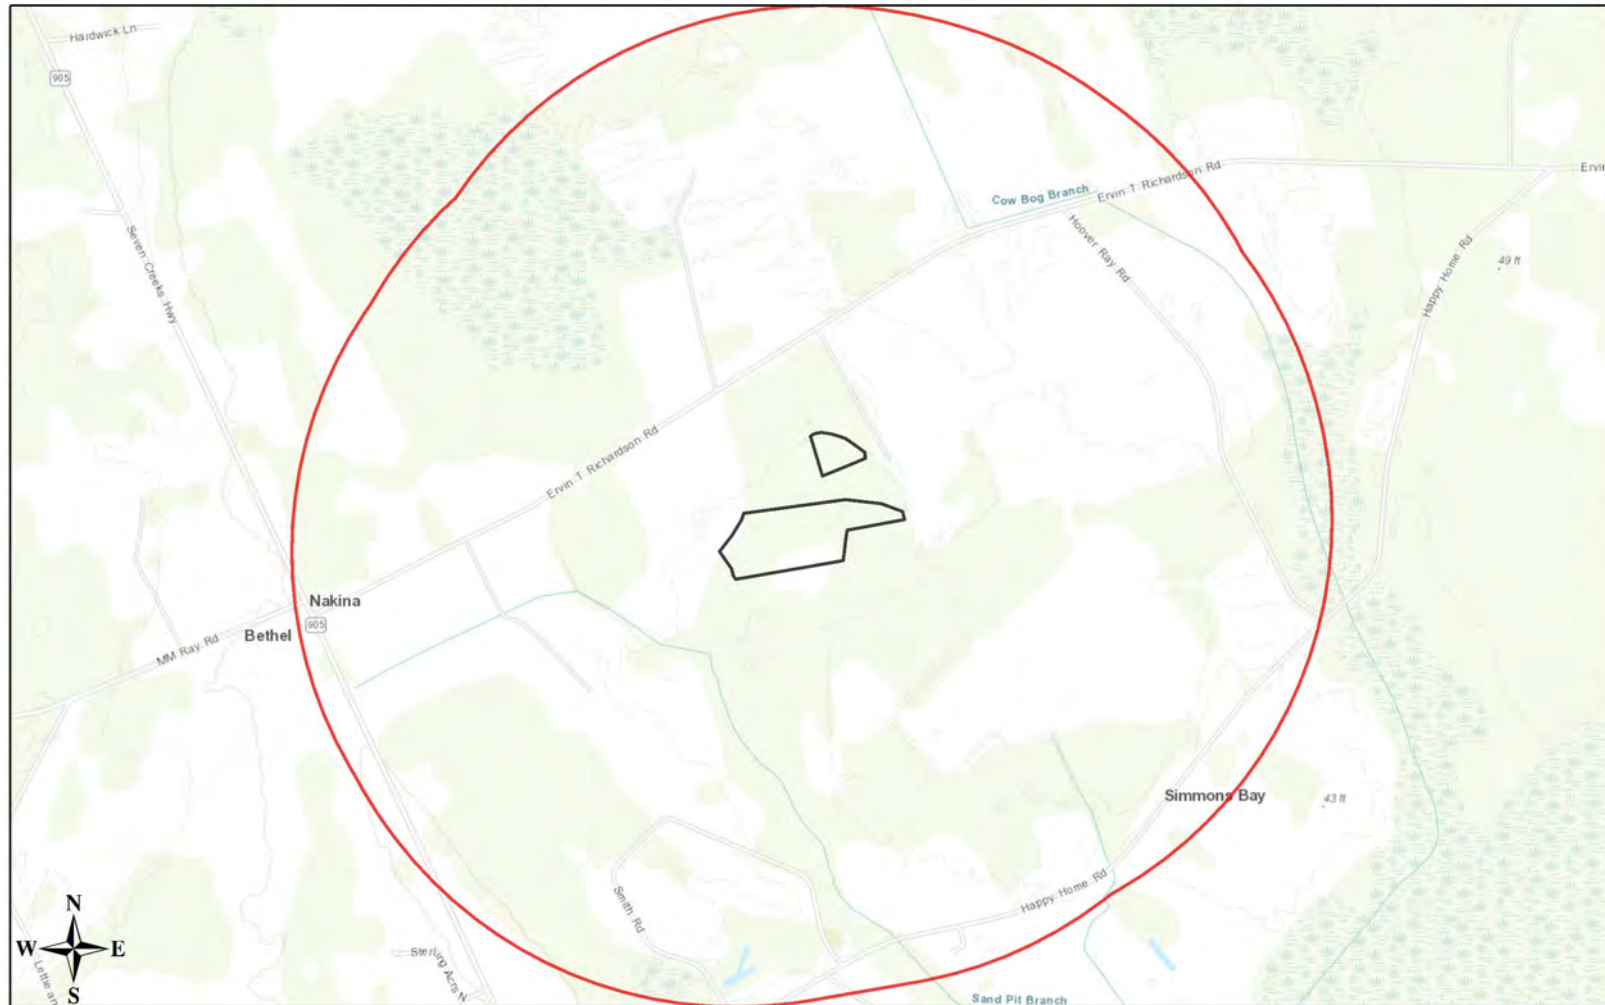 Hardwick Ln
905
Ervin
Cow Bog Branch
Ervin T Richardson Rd
Hoover Ray Rd
Seven Creeks Hwy
Happy Home Rd
49 ft
Ervin T Richardson Rd
Nakina
905
Bethel
MM Ray Rd
Simmons Bay
43 ft
Happy Home Rd
Smith Rd
N
W E
S
Sterling Acrs N
Sand Pit Branch